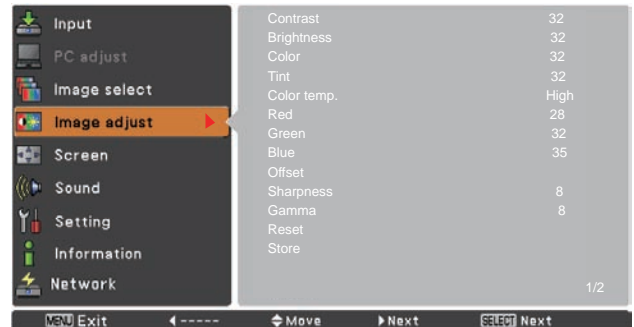 Input
PC adjust
Image select
Image adjust
Screen
Sound
Setting
Information
Network
Contrast 32
Brightness 32
Color 32
Tint 32
Color temp. High
Red 28
Green 32
Blue 35
Offset
Sharpness 8
Gamma 8
Reset
Store
1/2
MENU Exit ◀ ----- Move ▶ Next SELECT Next